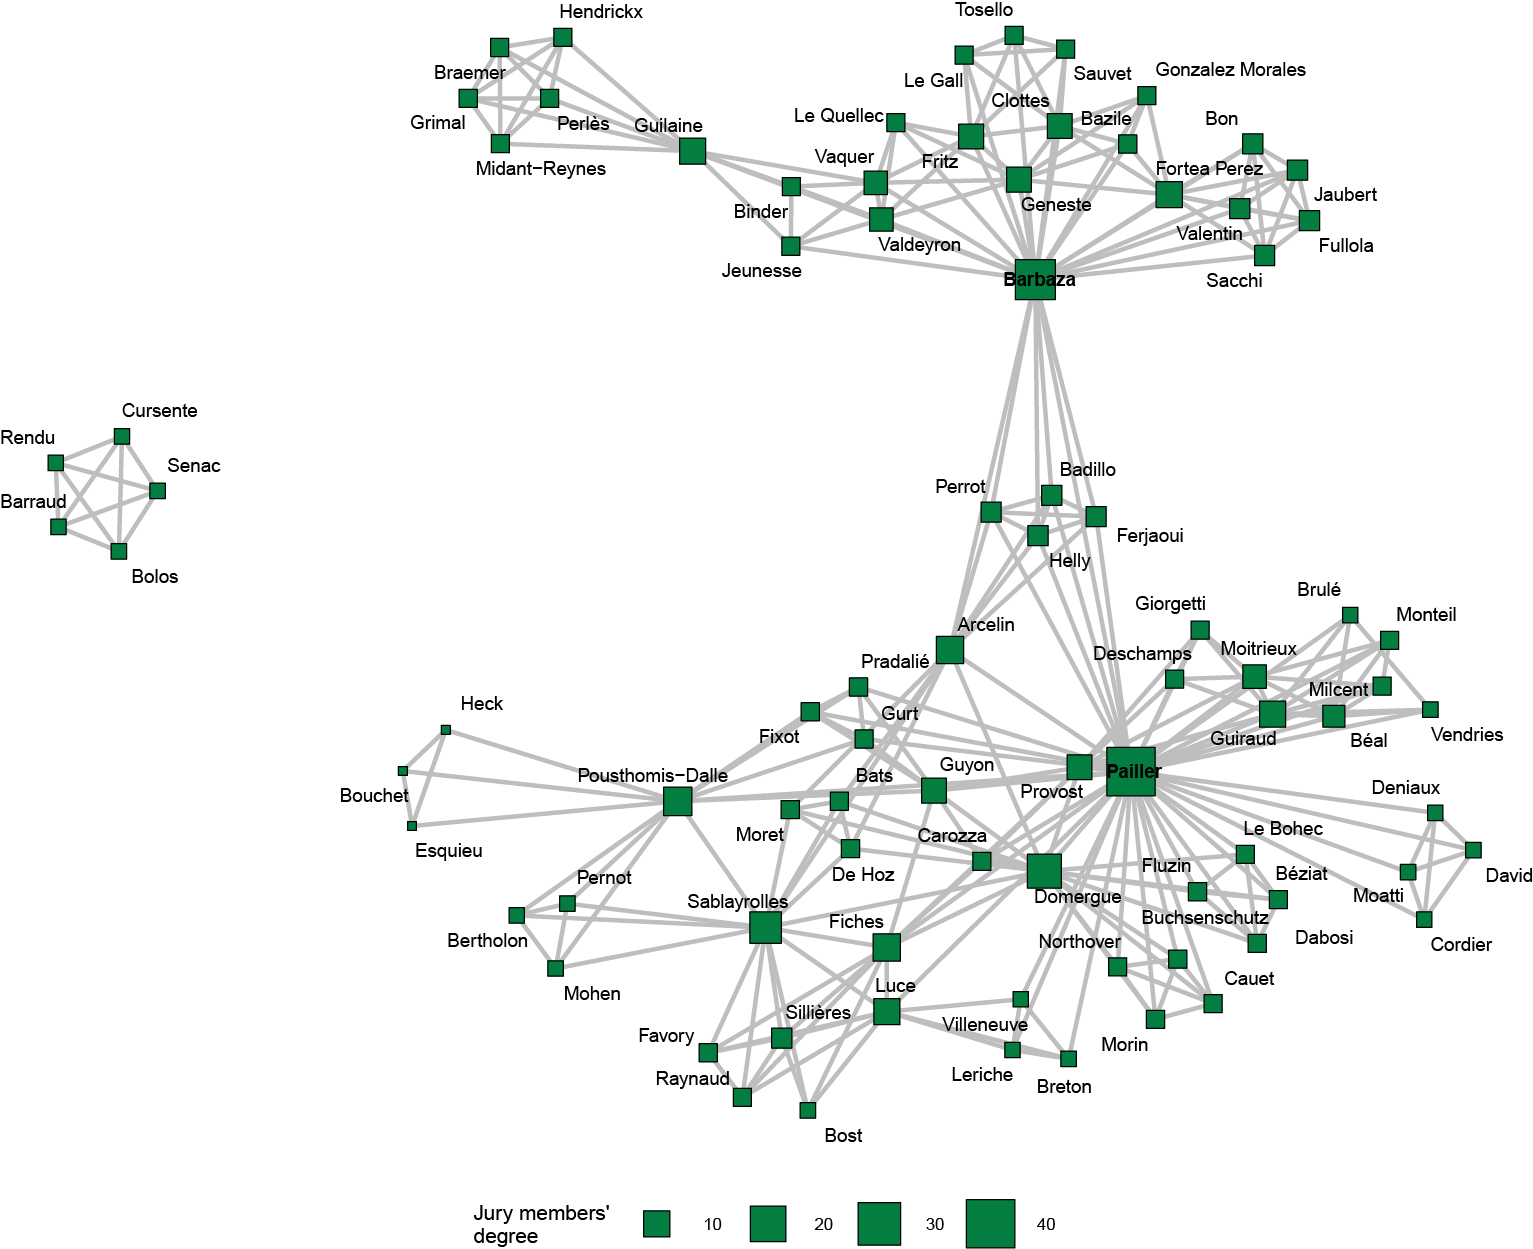 Hendrickx
Tosello
Braemer
Le Gall
Sauvet
Gonzalez Morales
Clottes
Grimal
Perlès
Guilaine
Le Quellec
Bazile
Bon
Midant−Reynes
Vaquer
Fritz
Fortea Perez
Jaubert
Binder
Geneste
Valentin
Fullola
Valdeyron
Jeunesse
Barbaza
Sacchi
Cursente
Rendu
Senac
Barraud
Bolos
Badillo
Perrot
Ferjaoui
Helly
Brulé
Giorgetti
Monteil
Arcelin
Deschamps
Moitrieux
Pradalié
Milcent
Heck
Gurt
Fixot
Guiraud
Béal
Vendries
Guyon
Pailler
Pousthomis−Dalle
Bats
Provost
Deniaux
Bouchet
Moret
Carozza
Le Bohec
Esquieu
De Hoz
Fluzin
Béziat
David
Pernot
Domergue
Moatti
Sablayrolles
Fiches
Buchsenschutz
Bertholon
Northover
Dabosi
Cordier
Mohen
Luce
Cauet
Sillières
Villeneuve
Favory
Morin
Raynaud
Leriche
Breton
Bost
Jury members'
degree
10
20
30
40